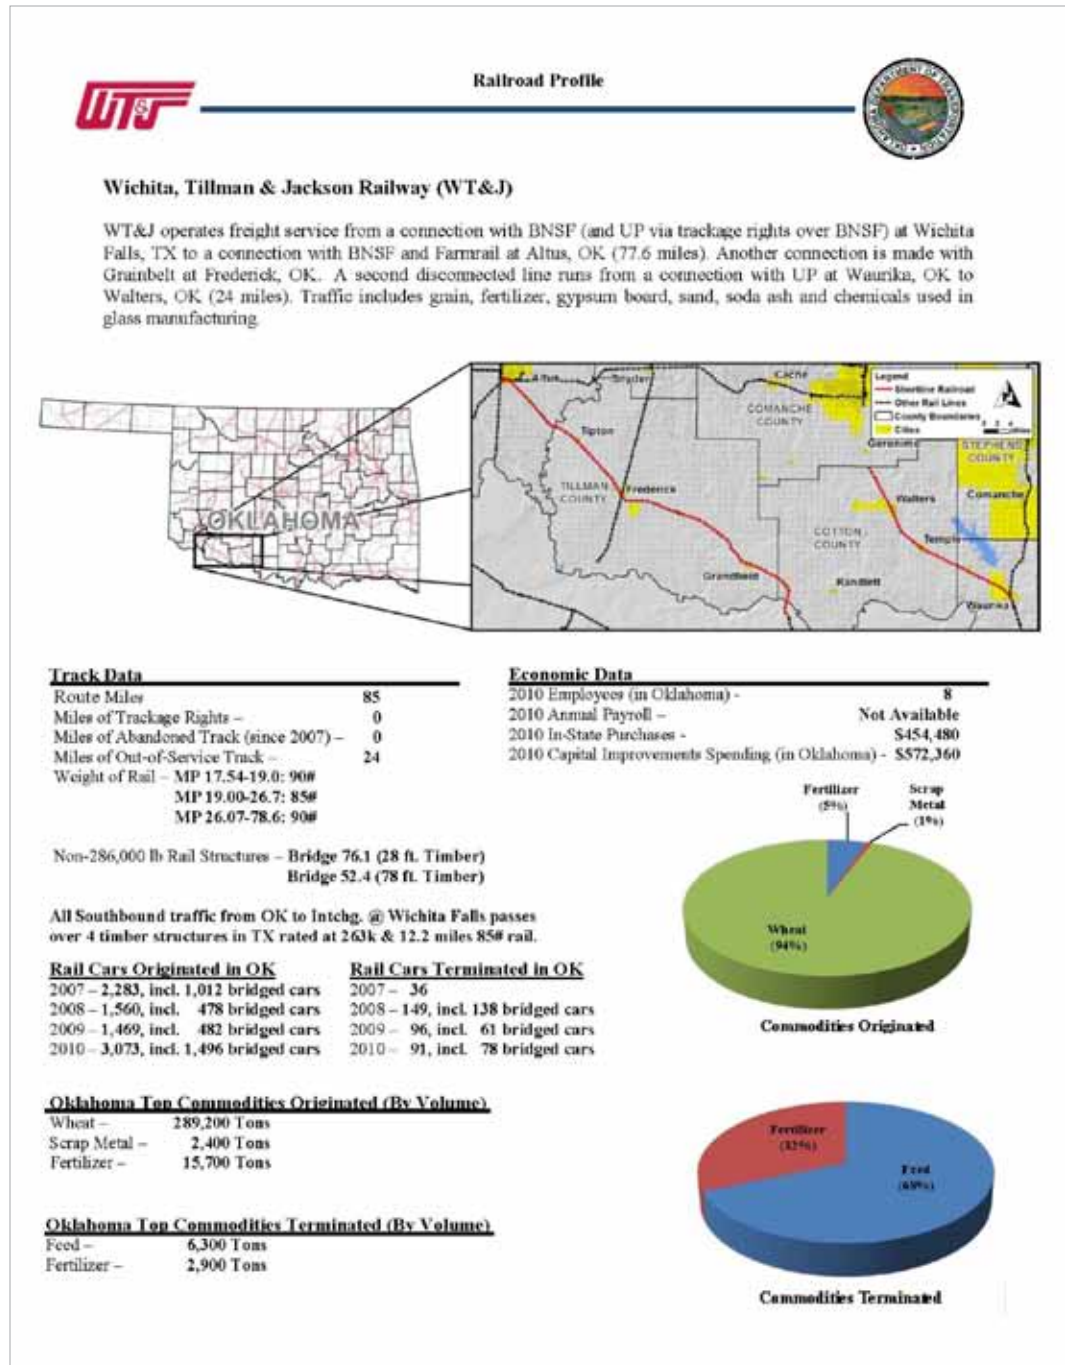 WT&J
Railroad Profile
OKLAHOMA DEPARTMENT OF TRANSPORTATION
Wichita, Tillman & Jackson Railway (WT&J)
WT&J operates freight service from a connection with BNSF (and UP via trackage rights over BNSF) at Wichita
Falls, TX to a connection with BNSF and Farmrail at Altus, OK (77.6 miles). Another connection is made with
Grainbelt at Frederick, OK. A second disconnected line runs from a connection with UP at Waurika, OK to
Walters, OK (24 miles). Traffic includes grain, fertilizer, gypsum board, sand, soda ash and chemicals used in
glass manufacturing.
OKLAHOMA
Altus
Snyder
Cache
COMANCHE
COUNTY
Legend
Shortline Railroad
Other Rail Lines
County Boundaries
Cities
Miles
Geronimo
STEPHENS
COUNTY
Tipton
TILLMAN
COUNTY
Frederick
Walters
Comanche
COTTON
COUNTY
Temple
Grandfield
Randlett
Waurika
Track Data
Route Miles 85
Miles of Trackage Rights – 0
Miles of Abandoned Track (since 2007) – 0
Miles of Out-of-Service Track – 24
Weight of Rail – MP 17.54-19.0: 90#
MP 19.00-26.7: 85#
MP 26.07-78.6: 90#
Non-286,000 lb Rail Structures – Bridge 76.1 (28 ft. Timber)
Bridge 52.4 (78 ft. Timber)
All Southbound traffic from OK to Intchg. @ Wichita Falls passes
over 4 timber structures in TX rated at 263k & 12.2 miles 85# rail.
Rail Cars Originated in OK
2007 – 2,283, incl. 1,012 bridged cars
2008 – 1,560, incl. 478 bridged cars
2009 – 1,469, incl. 482 bridged cars
2010 – 3,073, incl. 1,496 bridged cars
Rail Cars Terminated in OK
2007 – 36
2008 – 149, incl. 138 bridged cars
2009 – 96, incl. 61 bridged cars
2010 – 91, incl. 78 bridged cars
Oklahoma Top Commodities Originated (By Volume)
Wheat – 289,200 Tons
Scrap Metal – 2,400 Tons
Fertilizer – 15,700 Tons
Oklahoma Top Commodities Terminated (By Volume)
Feed – 6,300 Tons
Fertilizer – 2,900 Tons
Economic Data
2010 Employees (in Oklahoma) - 8
2010 Annual Payroll – Not Available
2010 In-State Purchases - $454,480
2010 Capital Improvements Spending (in Oklahoma) - $572,360
Fertilizer
(5%)
Scrap
Metal
(1%)
Wheat
(94%)
Commodities Originated
Fertilizer
(32%)
Feed
(68%)
Commodities Terminated